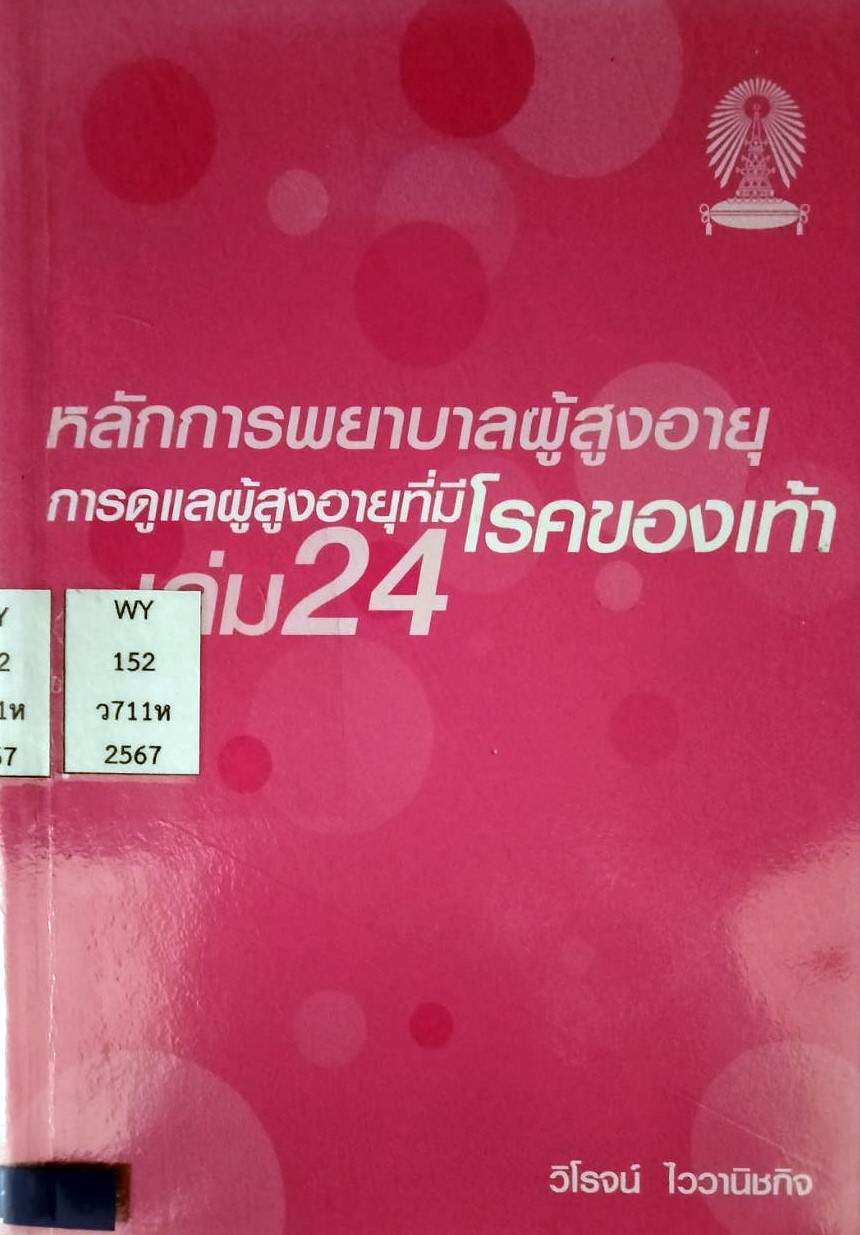 หลักการพยาบาลผู้สูงอายุ
การดูแลผู้สูงอายุที่มีโรคของเท้า
เล่ม 24
WY
152
ว711ห
2567
วิโรจน์ ไววานิชกิจ